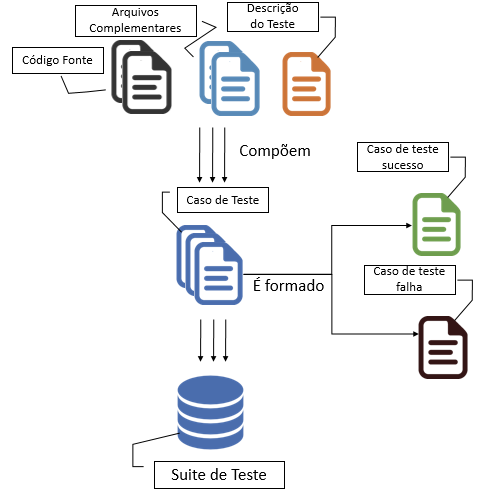 Arquivos
Complementares
Descrição
do Teste
Código Fonte
Compõem
Caso de teste
sucesso
Caso de Teste
Caso de teste
falha
É formado
Suite de Teste